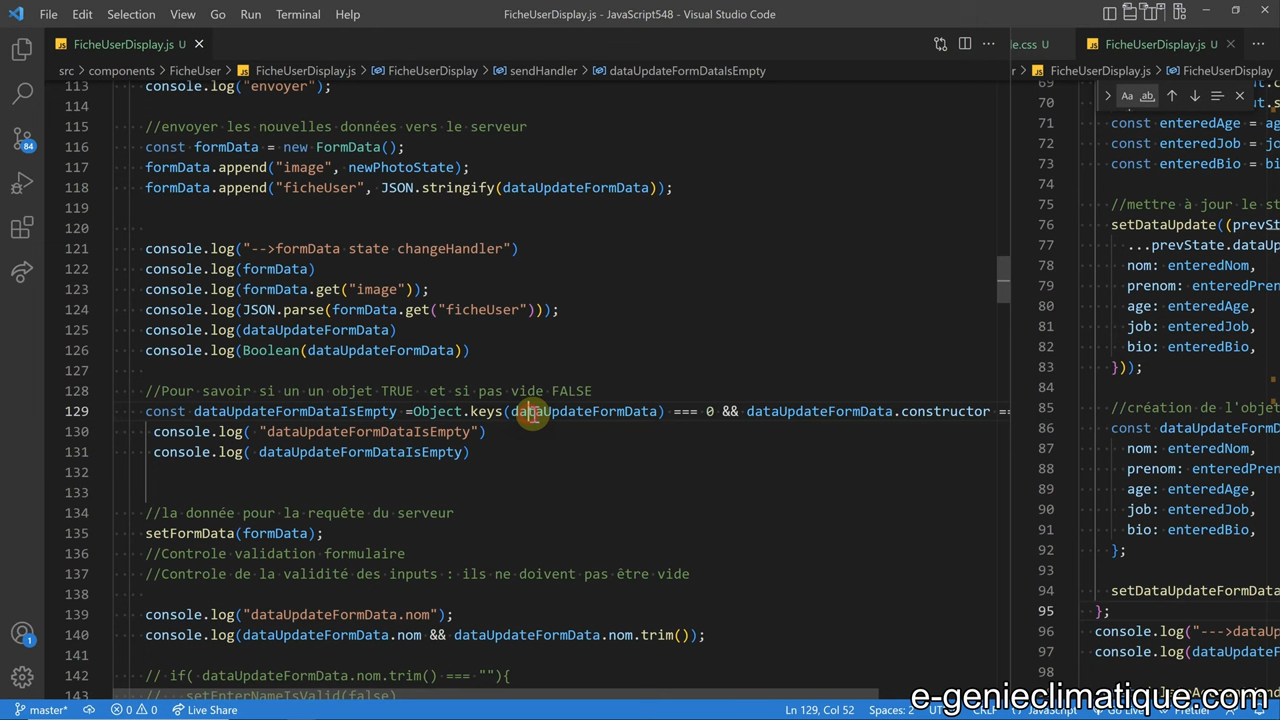 File Edit Selection View Go Run Terminal Help FicheUserDisplay.js - JavaScript548 - Visual Studio Code
FicheUserDisplay.js U
src > components > FicheUser > FicheUserDisplay.js > FicheUserDisplay > sendHandler > dataUpdateFormDataIsEmpty
113 console.log("envoyer");
114
115 //envoyer les nouvelles données vers le serveur
116 const formData = new FormData();
117 formData.append("image", newPhotoState);
118 formData.append("ficheUser", JSON.stringify(dataUpdateFormData));
119
120
121 console.log("-->formData state changeHandler")
122 console.log(formData)
123 console.log(formData.get("image"));
124 console.log(JSON.parse(formData.get("ficheUser")));
125 console.log(dataUpdateFormData)
126 console.log(Boolean(dataUpdateFormData))
127
128 //Pour savoir si un un objet TRUE et si pas vide FALSE
129 const dataUpdateFormDataIsEmpty =Object.keys(dataUpdateFormData) === 0 && dataUpdateFormData.constructor ==
130 console.log( "dataUpdateFormDataIsEmpty")
131 console.log( dataUpdateFormDataIsEmpty)
132
133
134 //la donnée pour la requête du serveur
135 setFormData(formData);
136 //Controle validation formulaire
137 //Controle de la validité des inputs : ils ne doivent pas être vide
138
139 console.log("dataUpdateFormData.nom");
140 console.log(dataUpdateFormData.nom && dataUpdateFormData.nom.trim());
141
142 // if( dataUpdateFormData.nom.trim() === ""){
143 // setEnterNameIsValid(false)
le.css U FicheUserDisplay.js U
FicheUserDisplay.js > FicheUserDisplay
Aa ab
69
70
71 const enteredAge = ag
72 const enteredJob = jo
73 const enteredBio = bi
74
75 //mettre à jour le st
76 setDataUpdate((prevSt
77 ...prevState.dataUp
78 nom: enteredNom,
79 prenom: enteredPren
80 age: enteredAge,
81 job: enteredJob,
82 bio: enteredBio,
83 }));
84
85 //création de l'objet
86 const dataUpdateFormD
87 nom: enteredNom,
88 prenom: enteredPren
89 age: enteredAge,
90 job: enteredJob,
91 bio: enteredBio,
92 };
93
94 setDataUpdateFormData
95 };
96 console.log("--->dataUp
97 console.log(dataUpdateF
98
84
1
master* 0 0 Live Share Ln 129, Col 52 Spaces: 2
e-genieclimatique.com